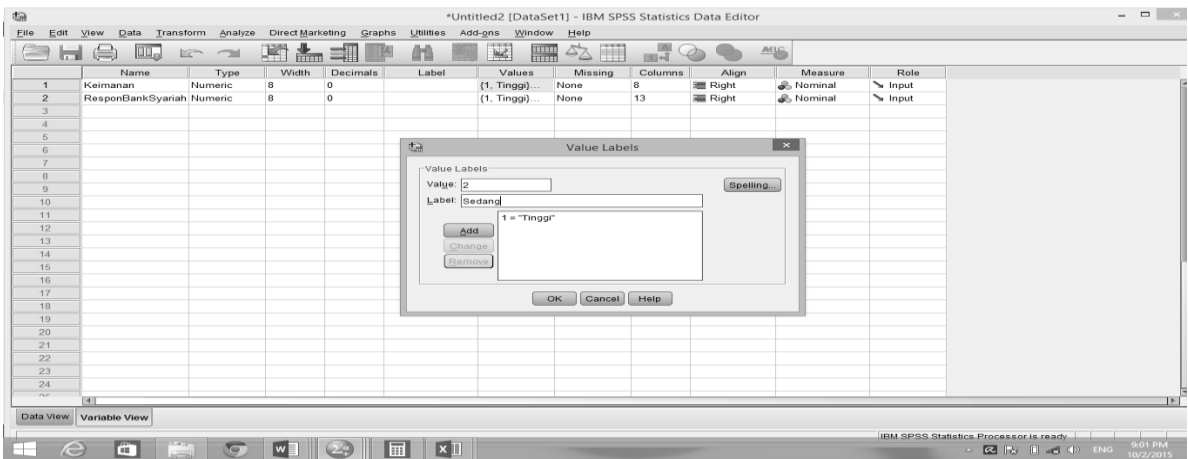 *Untitled2 [DataSet1] - IBM SPSS Statistics Data Editor
File Edit View Data Transform Analyze Direct Marketing Graphs Utilities Add-ons Window Help
Name Type Width Decimals Label Values Missing Columns Align Measure Role
1 Keimanan Numeric 8 0 {1, Tinggi}... None 8 Right Nominal Input
2 ResponBankSyariah Numeric 8 0 {1, Tinggi}... None 13 Right Nominal Input
3
4
5
6
7
8
9
10
11
12
13
14
15
16
17
18
19
20
21
22
23
24
Value Labels
Value Labels
Value: 2
Spelling...
Label: Sedang
1 = "Tinggi"
Add
Change
Remove
OK Cancel Help
Data View Variable View
IBM SPSS Statistics Processor is ready
ENG 9:01 PM
10/2/2015